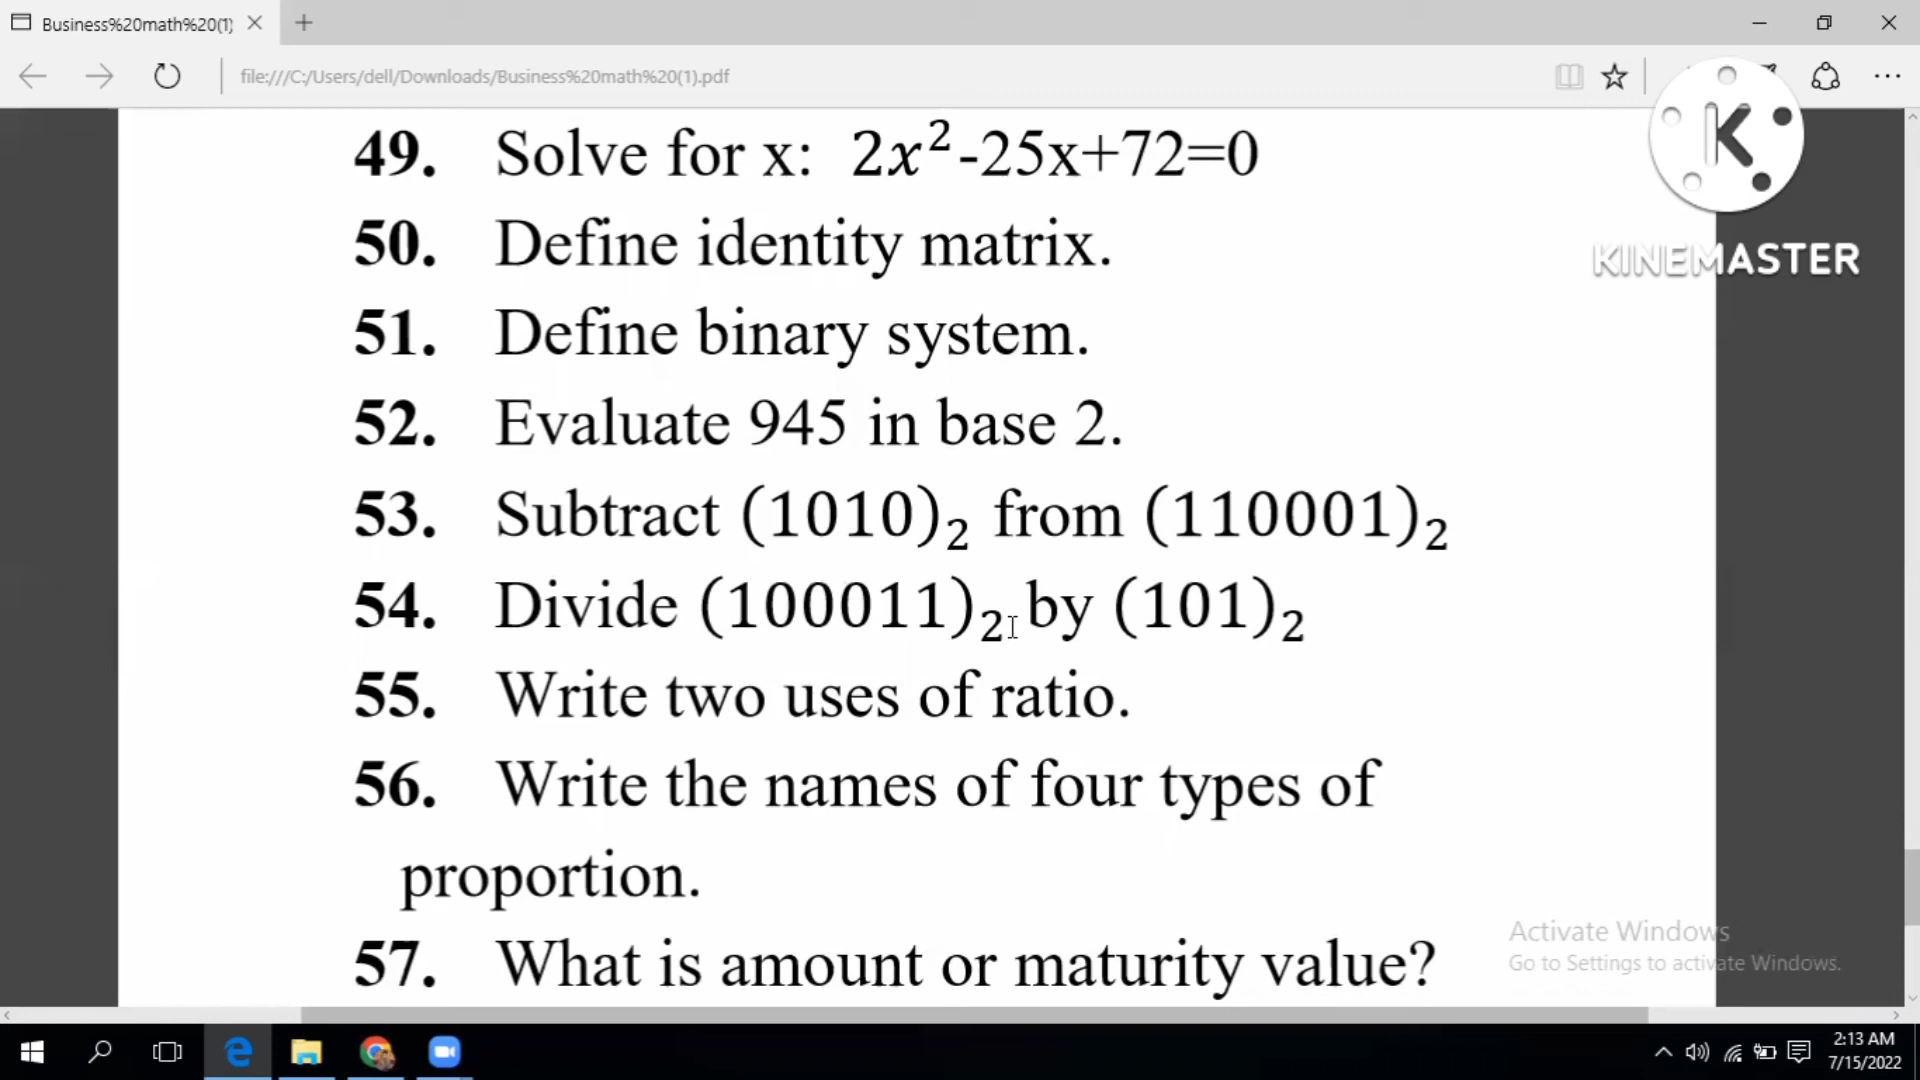 Business%20math%20(1)
file:///C:/Users/dell/Downloads/Business%20math%20(1).pdf
K
KINEMASTER
49. Solve for x: 2x²-25x+72=0
50. Define identity matrix.
51. Define binary system.
52. Evaluate 945 in base 2.
53. Subtract (1010)₂ from (110001)₂
54. Divide (100011)₂ by (101)₂
55. Write two uses of ratio.
56. Write the names of four types of
proportion.
57. What is amount or maturity value?
Activate Windows
Go to Settings to activate Windows.
2:13 AM
7/15/2022